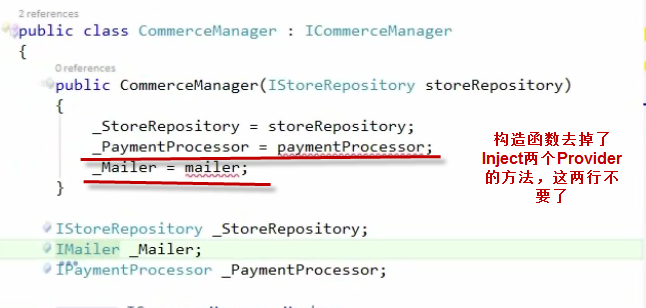 2 references
public class CommerceManager : ICommerceManager
{
0 references
public CommerceManager(IStoreRepository storeRepository)
{
_StoreRepository = storeRepository;
_PaymentProcessor = paymentProcessor;
_Mailer = mailer;
}
构造函数去掉了
Inject两个Provider
的方法，这两行不
要了
IStoreRepository _StoreRepository;
IMailer _Mailer;
IPaymentProcessor _PaymentProcessor;